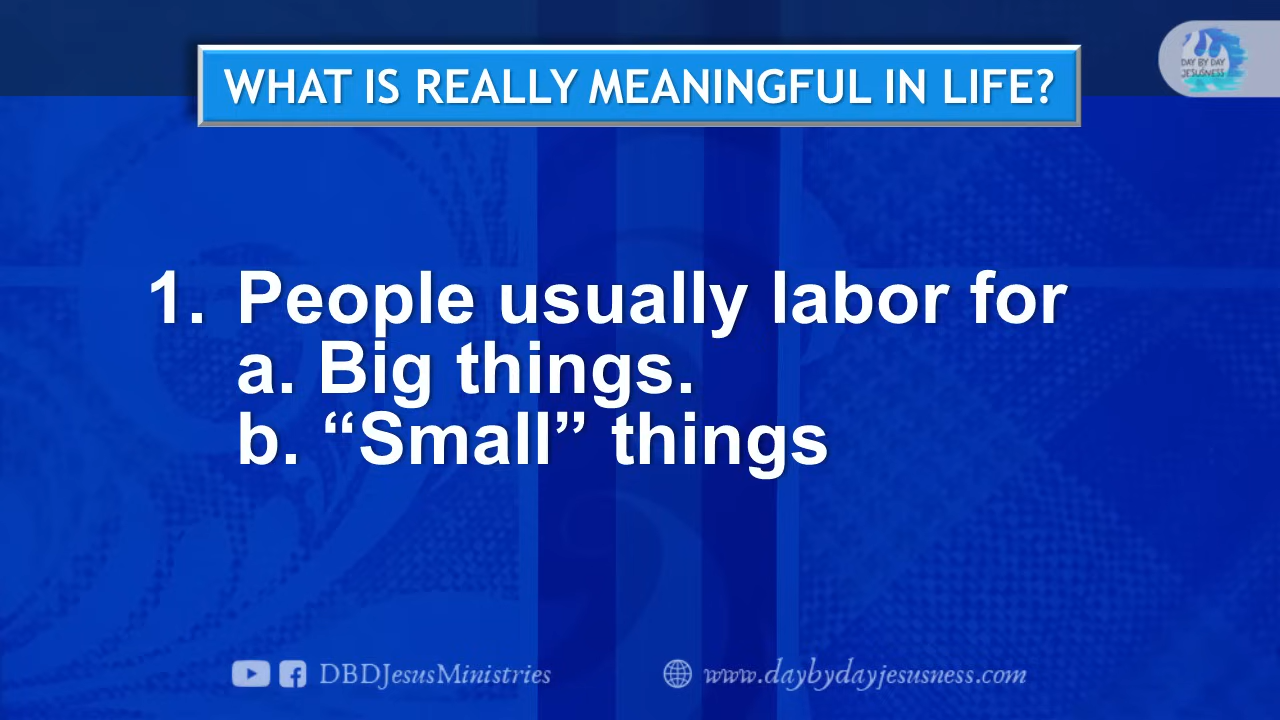 WHAT IS REALLY MEANINGFUL IN LIFE?
DAY BY DAY
JESUSNESS
1. People usually labor for
a. Big things.
b. “Small” things
DBDJesusMinistries
www.daybydayjesusness.com